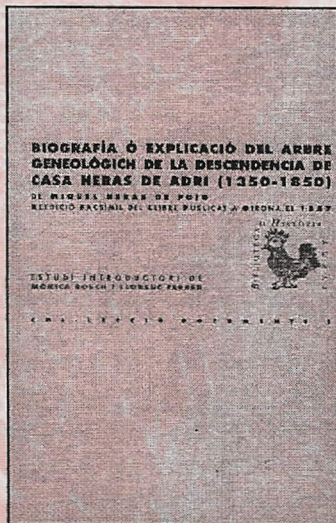 BIOGRAFÍA Ó EXPLICACIÓ DEL ARBRE
GENEOLÓGICH DE LA DESCENDENCIA DE
CASA HERAS DE ADRI (1350-1850)
DE MIQUEL HERAS DE PUIG
REEDICIÓ FACSÍMIL DEL LLIBRE PUBLICAT A GIRONA EL 1857
ESTUDI INTRODUCTORI DE
MÒNICA BOSCH I LLORENÇ FERRER
COL·LECCIÓ DOCUMENTS